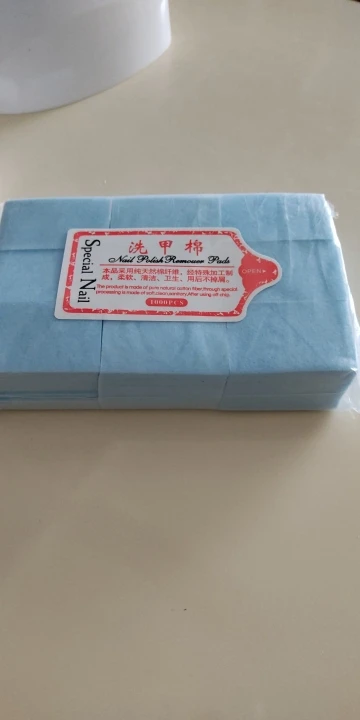 Special Nail
洗甲棉
Nail Polish Remover Pads
本品采用纯天然棉纤维、经特殊加工制
成、柔软、清洁、卫生、用后不棉屑。
The product is made of pure natural cotton fiber,through special
processing is made of soft,clean,sanitary,After using off chip.
1000PCS
OPEN